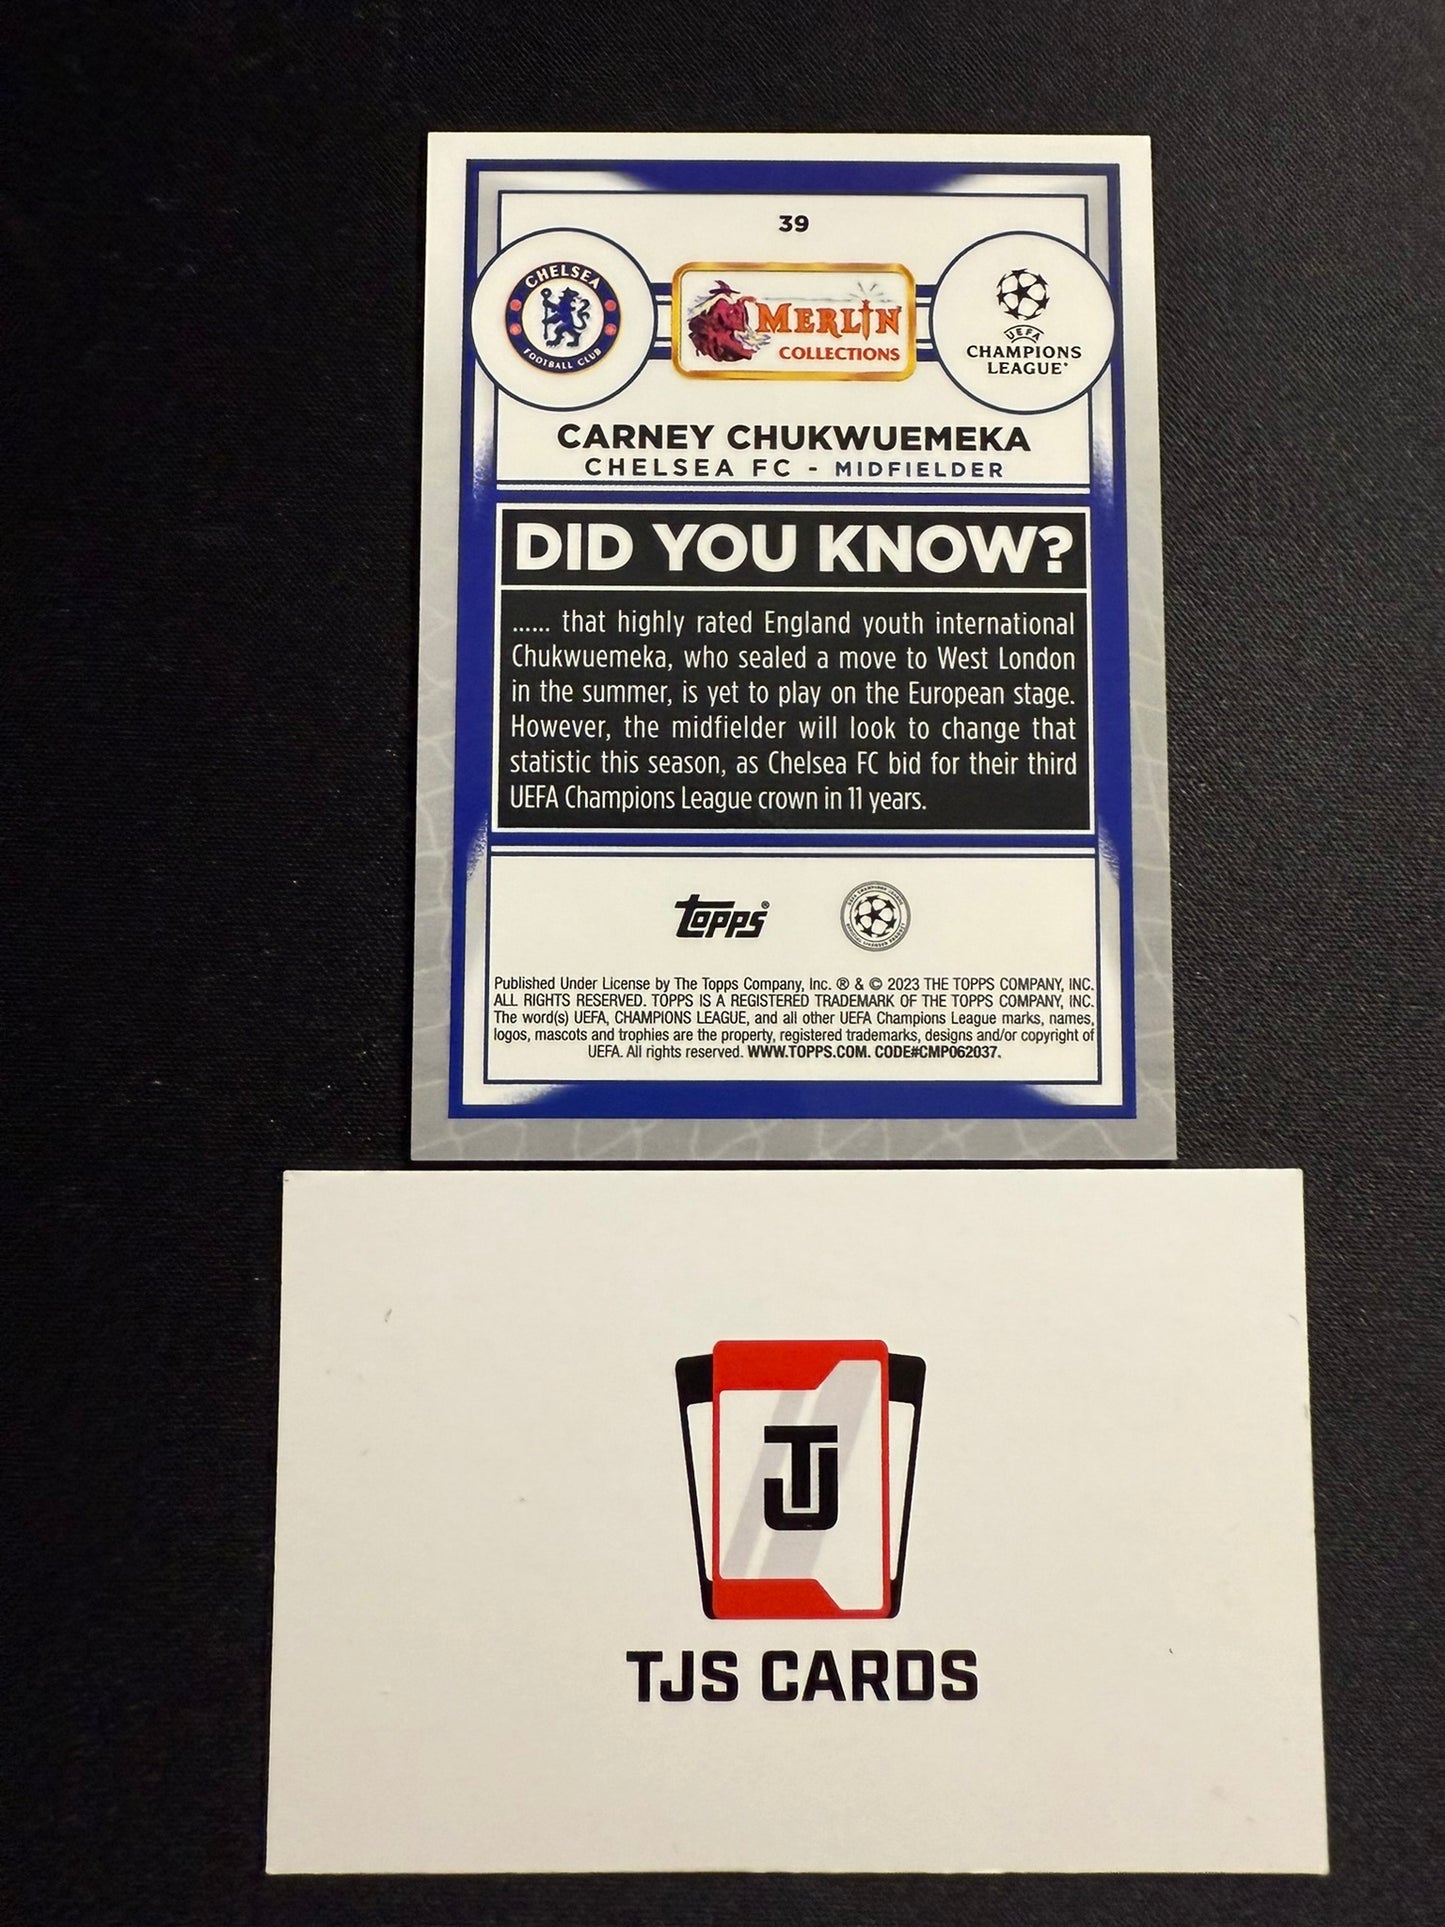 39
CHELSEA
FOOTBALL CLUB
MERLIN
COLLECTIONS
UEFA
CHAMPIONS
LEAGUE®
CARNEY CHUKWUEMEKA
CHELSEA FC - MIDFIELDER
DID YOU KNOW?
...... that highly rated England youth international
Chukwuemeka, who sealed a move to West London
in the summer, is yet to play on the European stage.
However, the midfielder will look to change that
statistic this season, as Chelsea FC bid for their third
UEFA Champions League crown in 11 years.
topps®
Published Under License by The Topps Company, Inc. ® & © 2023 THE TOPPS COMPANY, INC.
ALL RIGHTS RESERVED. TOPPS IS A REGISTERED TRADEMARK OF THE TOPPS COMPANY, INC.
The word(s) UEFA, CHAMPIONS LEAGUE, and all other UEFA Champions League marks, names,
logos, mascots and trophies are the property, registered trademarks, designs and/or copyright of
UEFA. All rights reserved. WWW.TOPPS.COM. CODE#CMP062037.
TJ
TJS CARDS